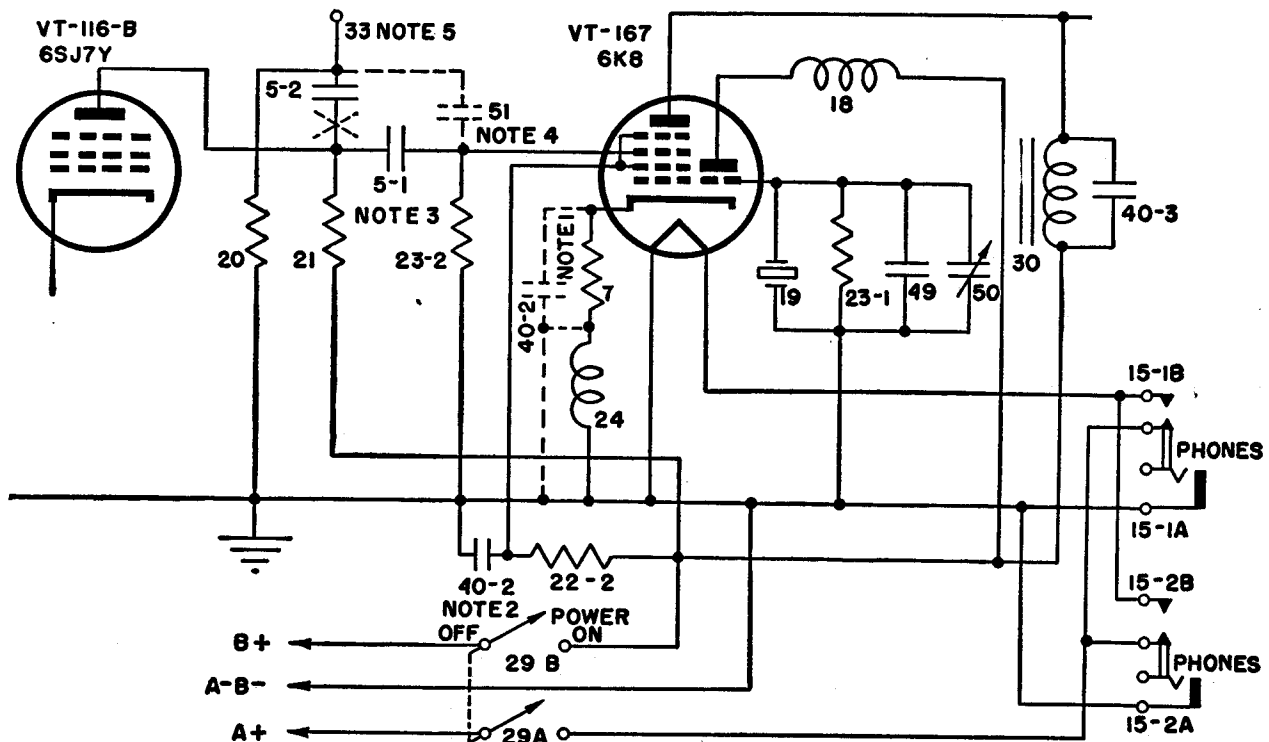 VT-116-B
6SJ7Y
33 NOTE 5
5-2
51
NOTE 4
5-1
NOTE 3
20
21
23-2
VT-167
6K8
18
NOTE 1
40-2
7
24
19
23-1
49
50
30
40-3
15-1B
PHONES
15-1A
15-2B
PHONES
15-2A
40-2
NOTE 2
22-2
OFF
POWER
ON
29 B
B+
A-B-
A+
29A